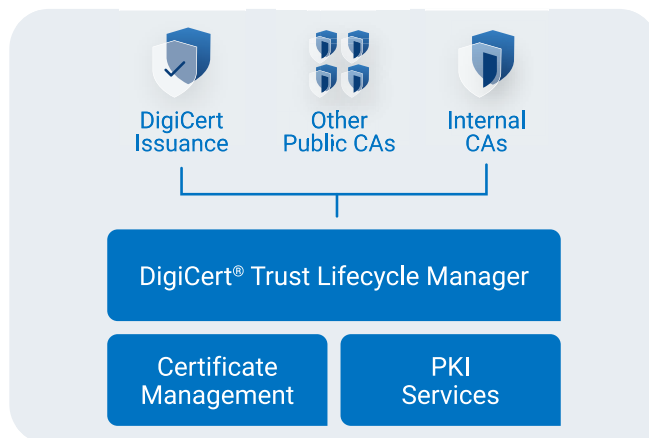 DigiCert
Issuance
Other
Public CAs
Internal
CAs
DigiCert® Trust Lifecycle Manager
Certificate
Management
PKI
Services